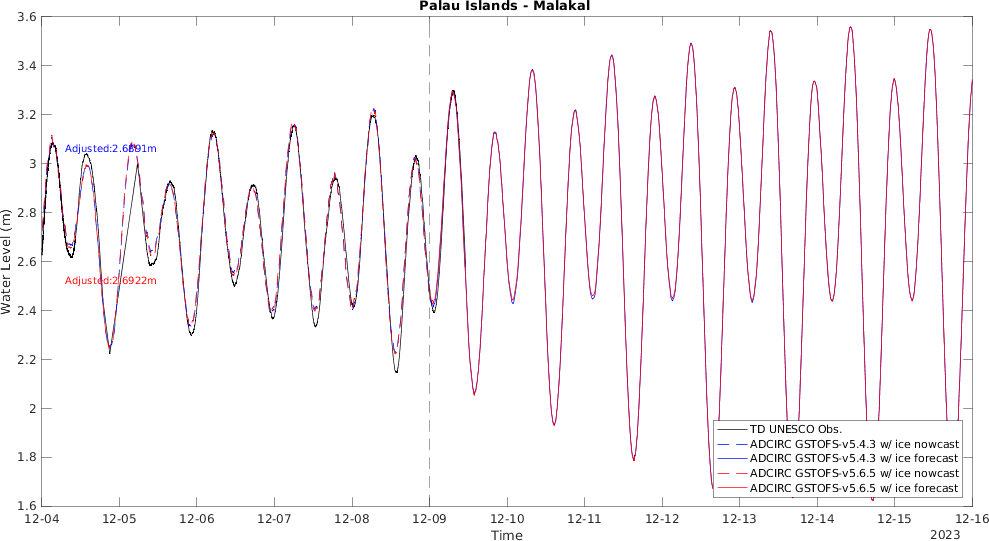 Palau Islands - Malakal
3.6
3.4
3.2
3
2.8
2.6
2.4
2.2
2
1.8
1.6
Water Level (m)
Adjusted:2.6891m
Adjusted:2.6922m
TD UNESCO Obs.
ADCIRC GSTOFS-v5.4.3 w/ ice nowcast
ADCIRC GSTOFS-v5.4.3 w/ ice forecast
ADCIRC GSTOFS-v5.6.5 w/ ice nowcast
ADCIRC GSTOFS-v5.6.5 w/ ice forecast
12-04 12-05 12-06 12-07 12-08 12-09 12-10 12-11 12-12 12-13 12-14 12-15 12-16
Time
2023